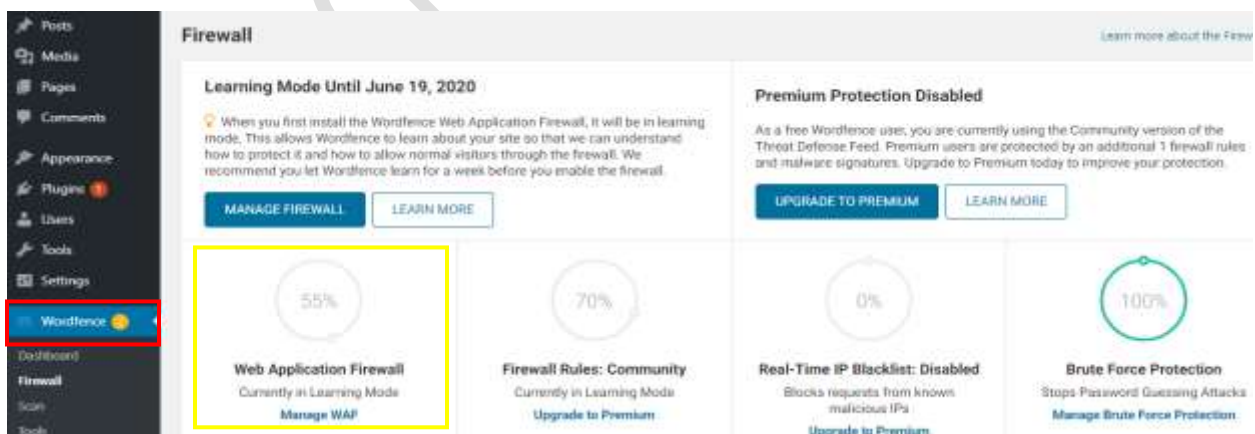 Posts
Media
Pages
Comments
Appearance
Plugins 1
Users
Tools
Settings
Wordfence
Dashboard
Firewall
Scan
Tools
Firewall
Learn more about the Firew
Learning Mode Until June 19, 2020
When you first install the Wordfence Web Application Firewall, it will be in learning
mode. This allows Wordfence to learn about your site so that we can understand
how to protect it and how to allow normal visitors through the firewall. We
recommend you let Wordfence learn for a week before you enable the firewall.
MANAGE FIREWALL
LEARN MORE
Premium Protection Disabled
As a free Wordfence user, you are currently using the Community version of the
Threat Defense Feed. Premium users are protected by an additional 1 firewall rules
and malware signatures. Upgrade to Premium today to improve your protection.
UPGRADE TO PREMIUM
LEARN MORE
55%
Web Application Firewall
Currently in Learning Mode
Manage WAF
70%
Firewall Rules: Community
Currently in Learning Mode
Upgrade to Premium
0%
Real-Time IP Blacklist: Disabled
Blocks requests from known
malicious IPs
Upgrade to Premium
100%
Brute Force Protection
Stops Password Guessing Attacks
Manage Brute Force Protection